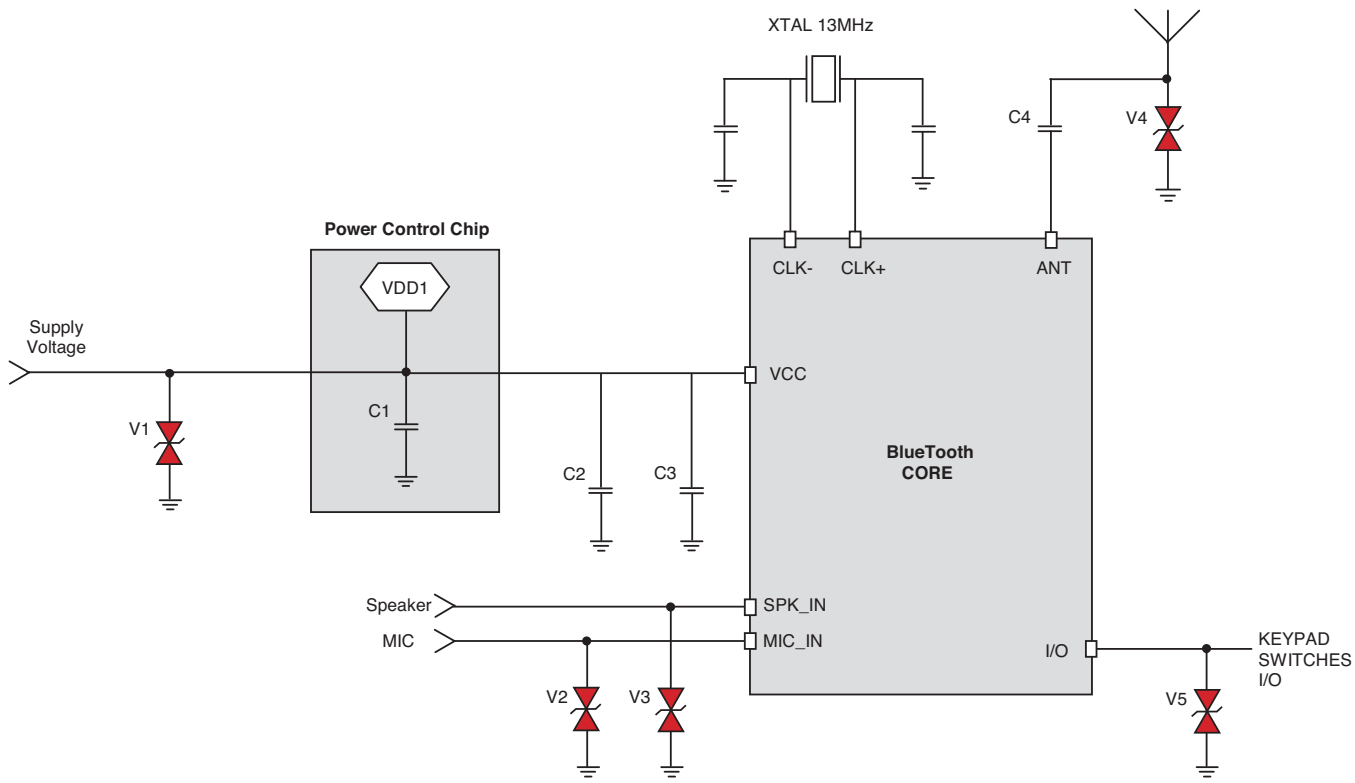 XTAL 13MHz
C4
V4
Power Control Chip
CLK-
CLK+
ANT
VDD1
Supply
Voltage
VCC
C1
V1
BlueTooth
CORE
C2
C3
Speaker
SPK_IN
MIC
MIC_IN
I/O
KEYPAD
SWITCHES
I/O
V2
V3
V5